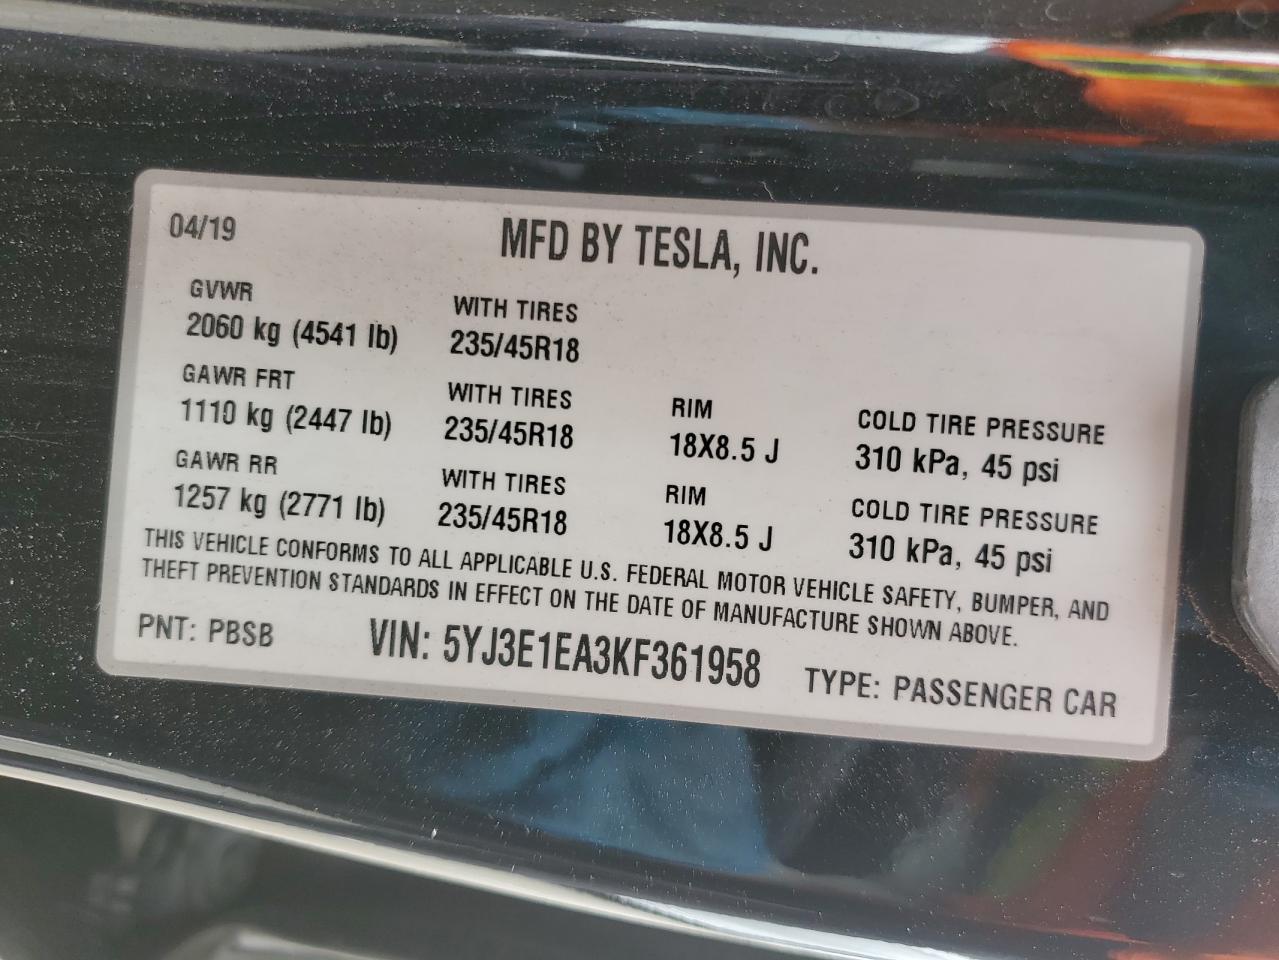 04/19 MFD BY TESLA, INC.
GVWR WITH TIRES
2060 kg (4541 lb) 235/45R18
GAWR FRT WITH TIRES RIM COLD TIRE PRESSURE
1110 kg (2447 lb) 235/45R18 18X8.5 J 310 kPa, 45 psi
GAWR RR WITH TIRES RIM COLD TIRE PRESSURE
1257 kg (2771 lb) 235/45R18 18X8.5 J 310 kPa, 45 psi
THIS VEHICLE CONFORMS TO ALL APPLICABLE U.S. FEDERAL MOTOR VEHICLE SAFETY, BUMPER, AND
THEFT PREVENTION STANDARDS IN EFFECT ON THE DATE OF MANUFACTURE SHOWN ABOVE.
PNT: PBSB VIN: 5YJ3E1EA3KF361958 TYPE: PASSENGER CAR